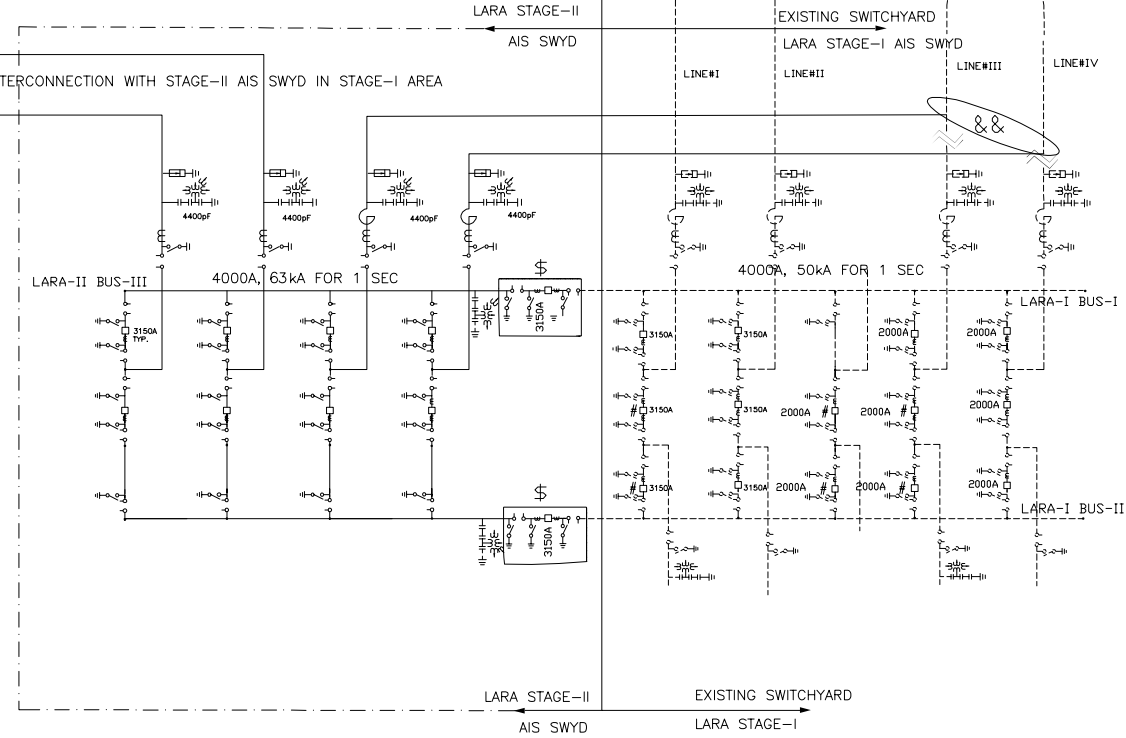 LARA STAGE-II
EXISTING SWITCHYARD
AIS SWYD
LARA STAGE-I AIS SWYD
LINE#I
LINE#II
LINE#III
LINE#IV
TERCONNECTION WITH STAGE-II AIS SWYD IN STAGE-I AREA
&&
4400pF
4400pF
4400pF
4400pF
LARA-II BUS-III
4000A, 63kA FOR 1 SEC
$
4000A, 50kA FOR 1 SEC
LARA-I BUS-I
3150A
TYP.
3150A
3150A
3150A
2000A
2000A
# 3150A
3150A
2000A #
2000A #
2000A
# 3150A
3150A
2000A #
2000A #
2000A
$
3150A
LARA-I BUS-II
LARA STAGE-II
EXISTING SWITCHYARD
AIS SWYD
LARA STAGE-I